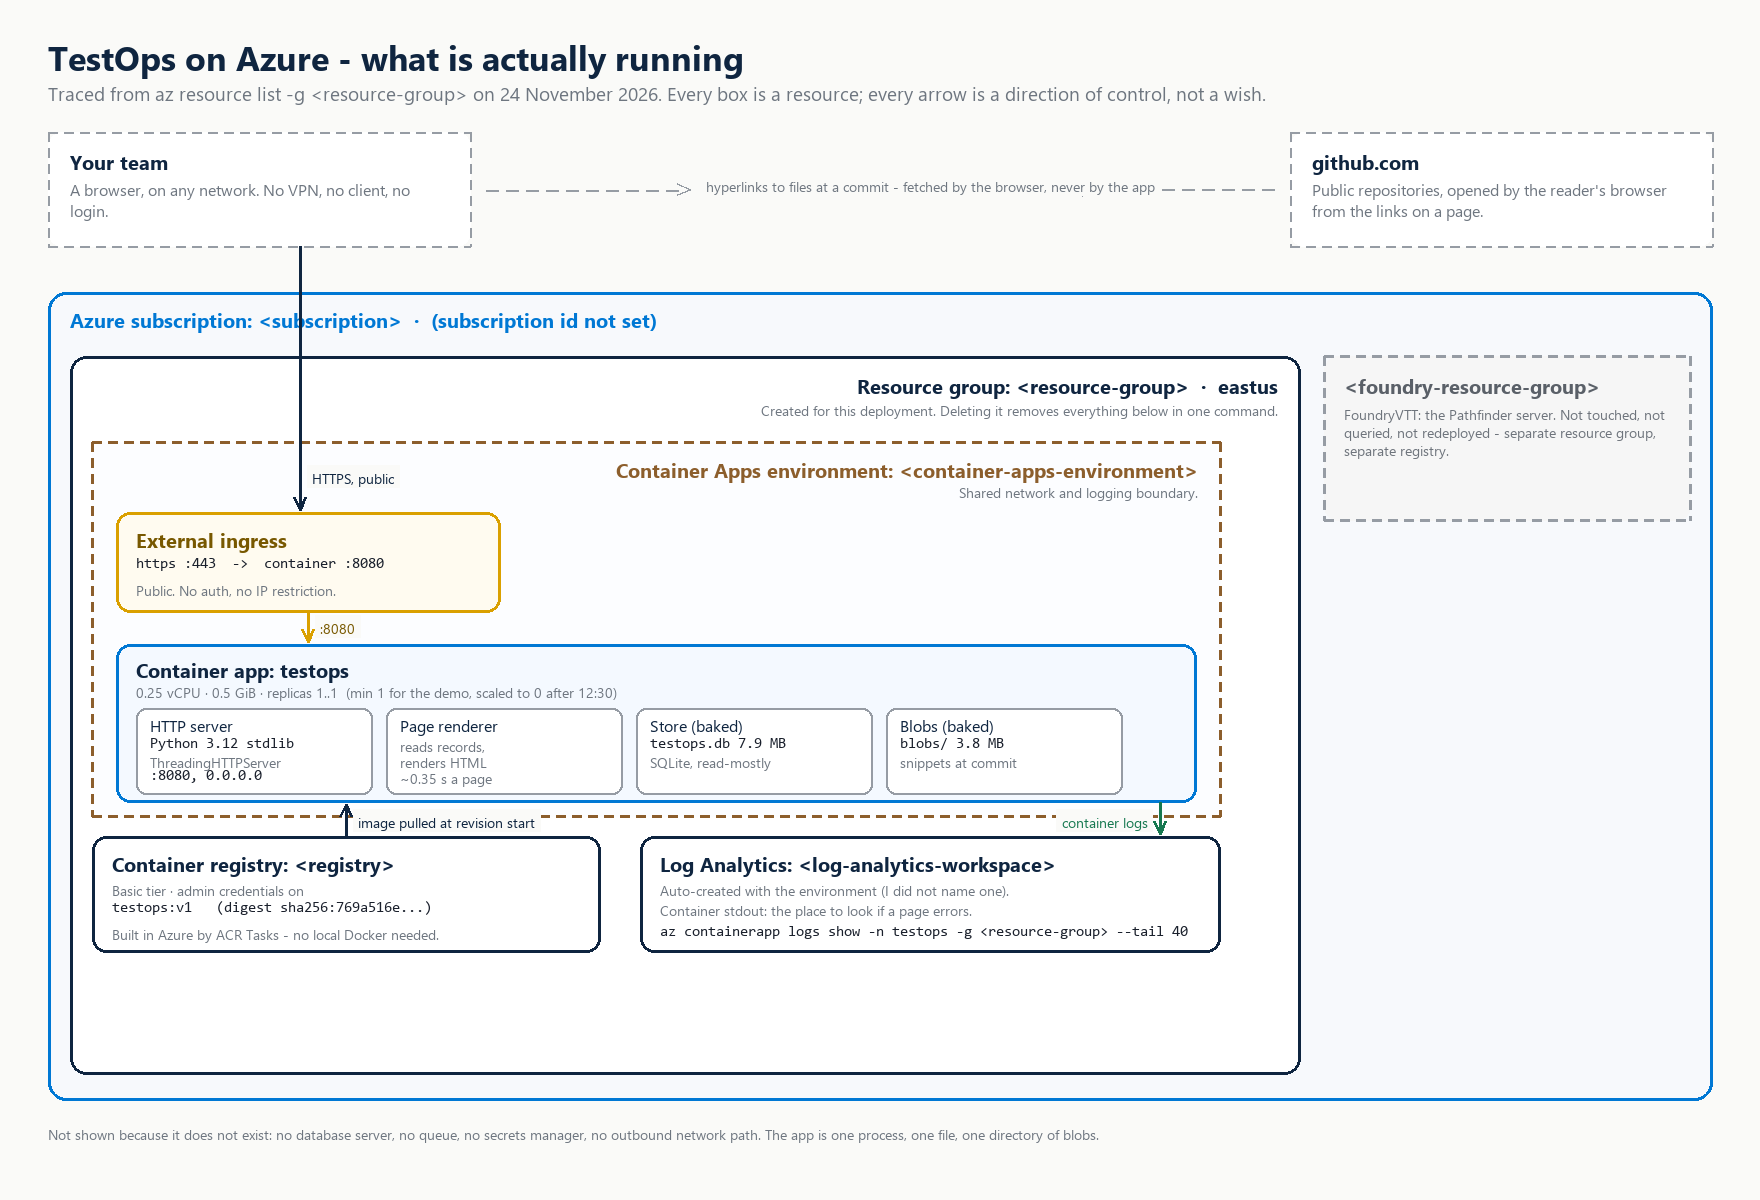 TestOps on Azure - what is actually running
Traced from az resource list -g <resource-group> on 24 November 2026. Every box is a resource; every arrow is a direction of control, not a wish.
Your team
A browser, on any network. No VPN, no client, no
login.
hyperlinks to files at a commit - fetched by the browser, never by the app
github.com
Public repositories, opened by the reader's browser
from the links on a page.
Azure subscription: <subscription> · (subscription id not set)
Resource group: <resource-group> · eastus
Created for this deployment. Deleting it removes everything below in one command.
<foundry-resource-group>
FoundryVTT: the Pathfinder server. Not touched, not
queried, not redeployed - separate resource group,
separate registry.
Container Apps environment: <container-apps-environment>
Shared network and logging boundary.
HTTPS, public
External ingress
https :443  ->  container :8080
Public. No auth, no IP restriction.
:8080
Container app: testops
0.25 vCPU · 0.5 GiB · replicas 1..1  (min 1 for the demo, scaled to 0 after 12:30)
HTTP server
Python 3.12 stdlib
ThreadingHTTPServer
:8080, 0.0.0.0
Page renderer
reads records,
renders HTML
~0.35 s a page
Store (baked)
testops.db 7.9 MB
SQLite, read-mostly
Blobs (baked)
blobs/ 3.8 MB
snippets at commit
image pulled at revision start
container logs
Container registry: <registry>
Basic tier · admin credentials on
testops:v1   (digest sha256:769a516e...)
Built in Azure by ACR Tasks - no local Docker needed.
Log Analytics: <log-analytics-workspace>
Auto-created with the environment (I did not name one).
Container stdout: the place to look if a page errors.
az containerapp logs show -n testops -g <resource-group> --tail 40
Not shown because it does not exist: no database server, no queue, no secrets manager, no outbound network path. The app is one process, one file, one directory of blobs.